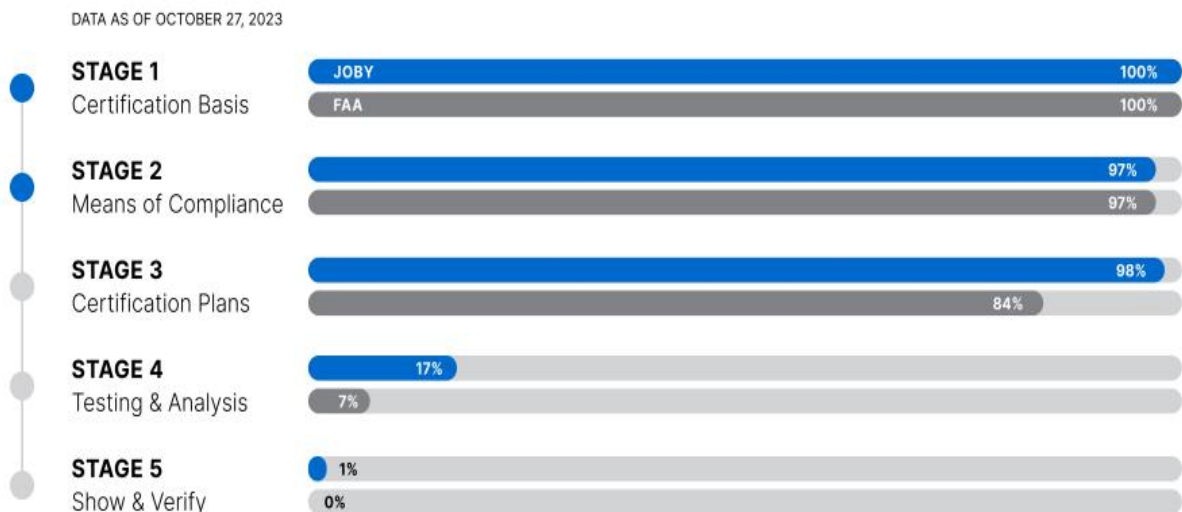 DATA AS OF OCTOBER 27, 2023
STAGE 1
Certification Basis
JOBY 100%
FAA 100%
STAGE 2
Means of Compliance
97%
97%
STAGE 3
Certification Plans
98%
84%
STAGE 4
Testing & Analysis
17%
7%
STAGE 5
Show & Verify
1%
0%